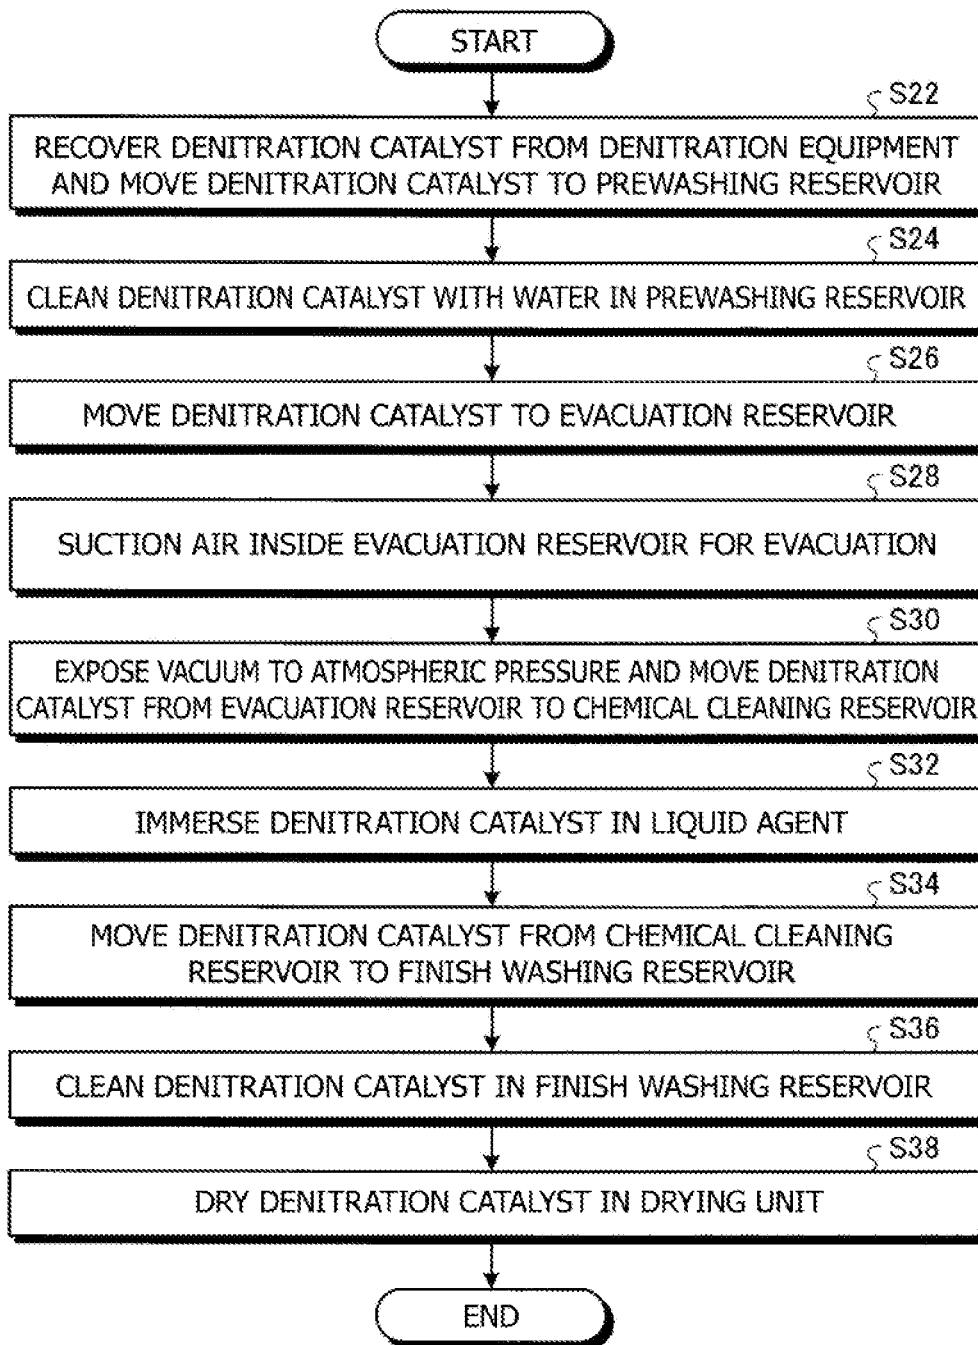 START
S22
RECOVER DENITRATION CATALYST FROM DENITRATION EQUIPMENT
AND MOVE DENITRATION CATALYST TO PREWASHING RESERVOIR
S24
CLEAN DENITRATION CATALYST WITH WATER IN PREWASHING RESERVOIR
S26
MOVE DENITRATION CATALYST TO EVACUATION RESERVOIR
S28
SUCTION AIR INSIDE EVACUATION RESERVOIR FOR EVACUATION
S30
EXPOSE VACUUM TO ATMOSPHERIC PRESSURE AND MOVE DENITRATION
CATALYST FROM EVACUATION RESERVOIR TO CHEMICAL CLEANING RESERVOIR
S32
IMMERSE DENITRATION CATALYST IN LIQUID AGENT
S34
MOVE DENITRATION CATALYST FROM CHEMICAL CLEANING
RESERVOIR TO FINISH WASHING RESERVOIR
S36
CLEAN DENITRATION CATALYST IN FINISH WASHING RESERVOIR
S38
DRY DENITRATION CATALYST IN DRYING UNIT
END